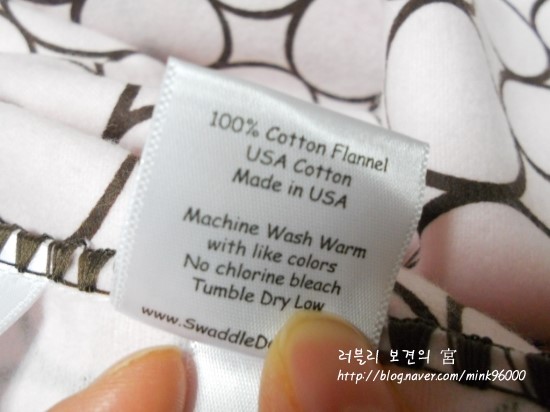 100% Cotton Flannel
USA Cotton
Made in USA
Machine Wash Warm
with like colors
No chlorine bleach
Tumble Dry Low
러블리 보견의 宮
http://blog.naver.com/mink96000